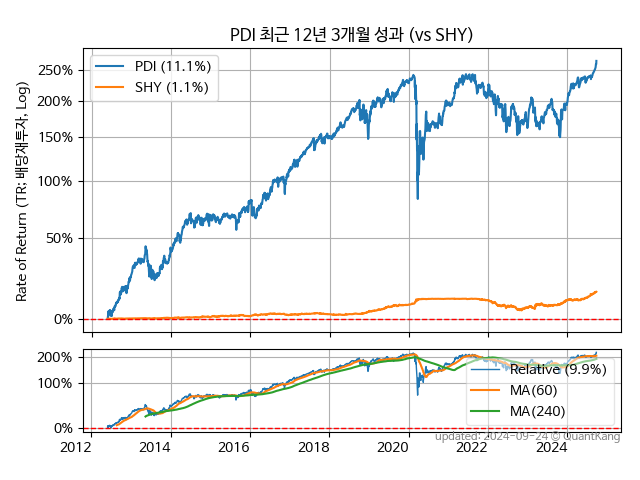 PDI 최근 12년 3개월 성과 (vs SHY)
PDI (11.1%)
SHY (1.1%)
Rate of Return (TR; 배당재투자, Log)
250%
200%
150%
100%
50%
0%
200%
100%
0%
Relative (9.9%)
MA(60)
MA(240)
2012 2014 2016 2018 2020 2022 2024
updated: 2024-09-24 © QuantKang